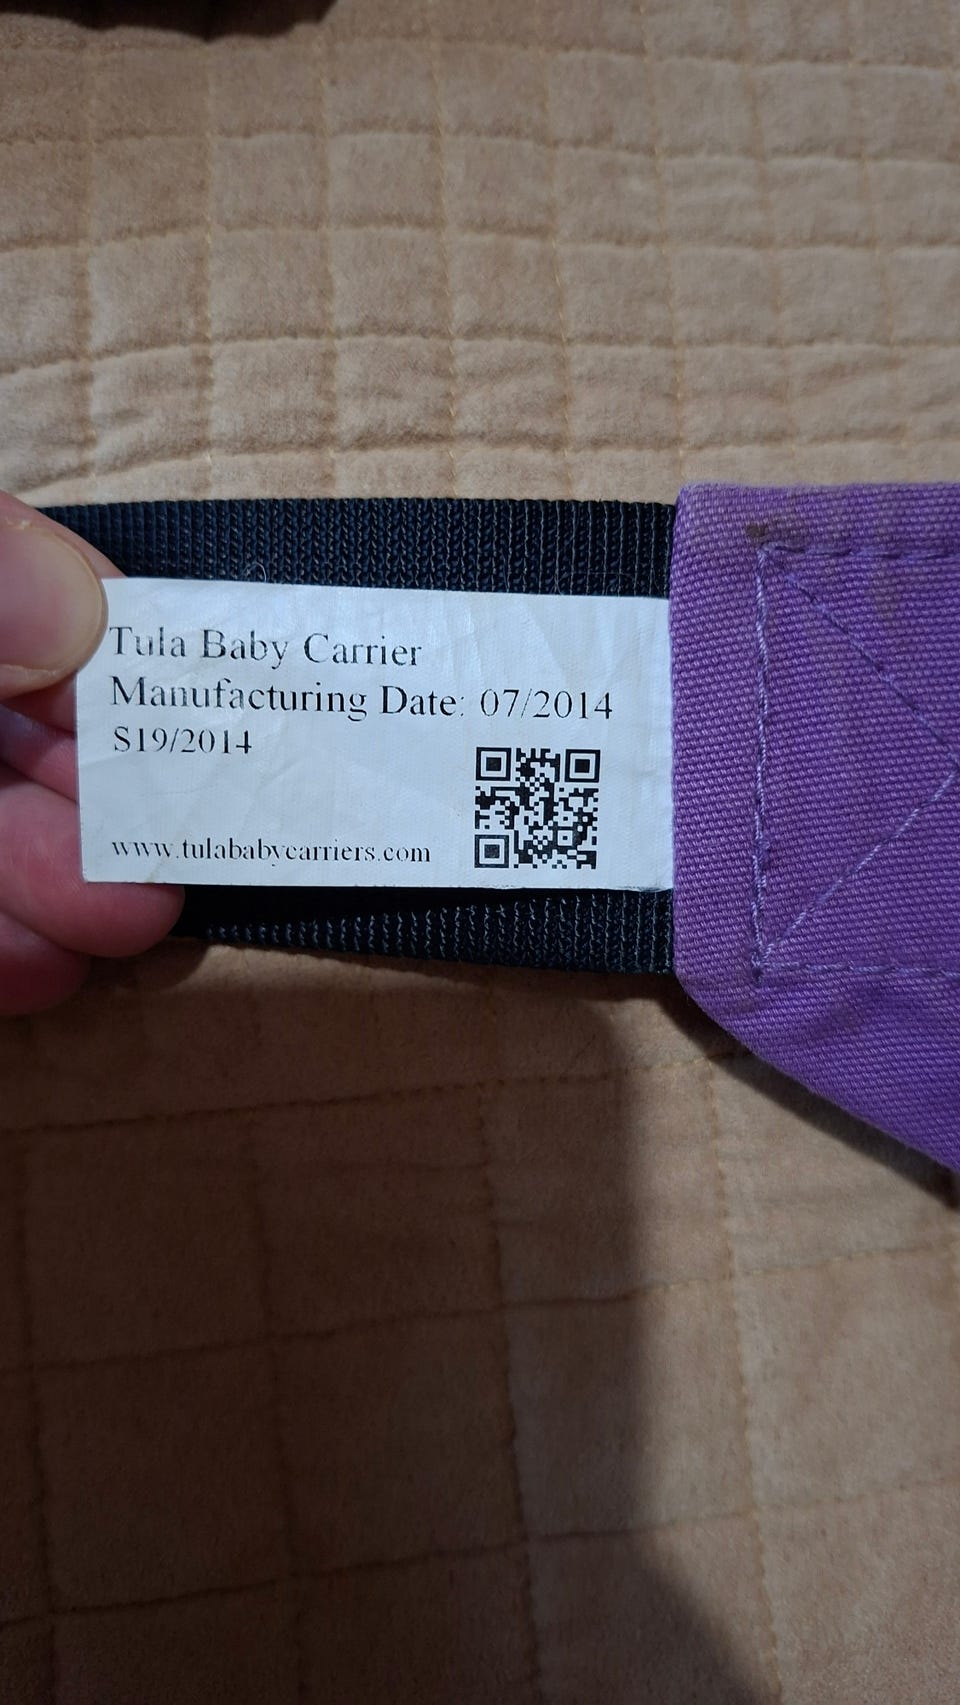 Tula Baby Carrier
Manufacturing Date: 07/2014
S19/2014
www.tulababycarriers.com